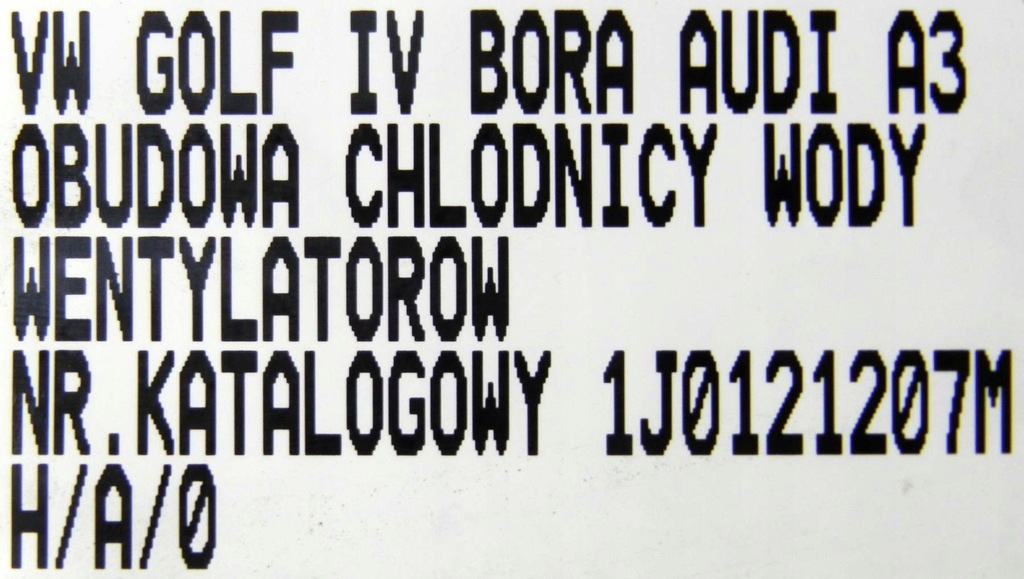 VW GOLF IV BORA AUDI A3
OBUDOWA CHLODNICY WODY
WENTYLATOROW
NR.KATALOGOWY 1J0121207M
H/A/0